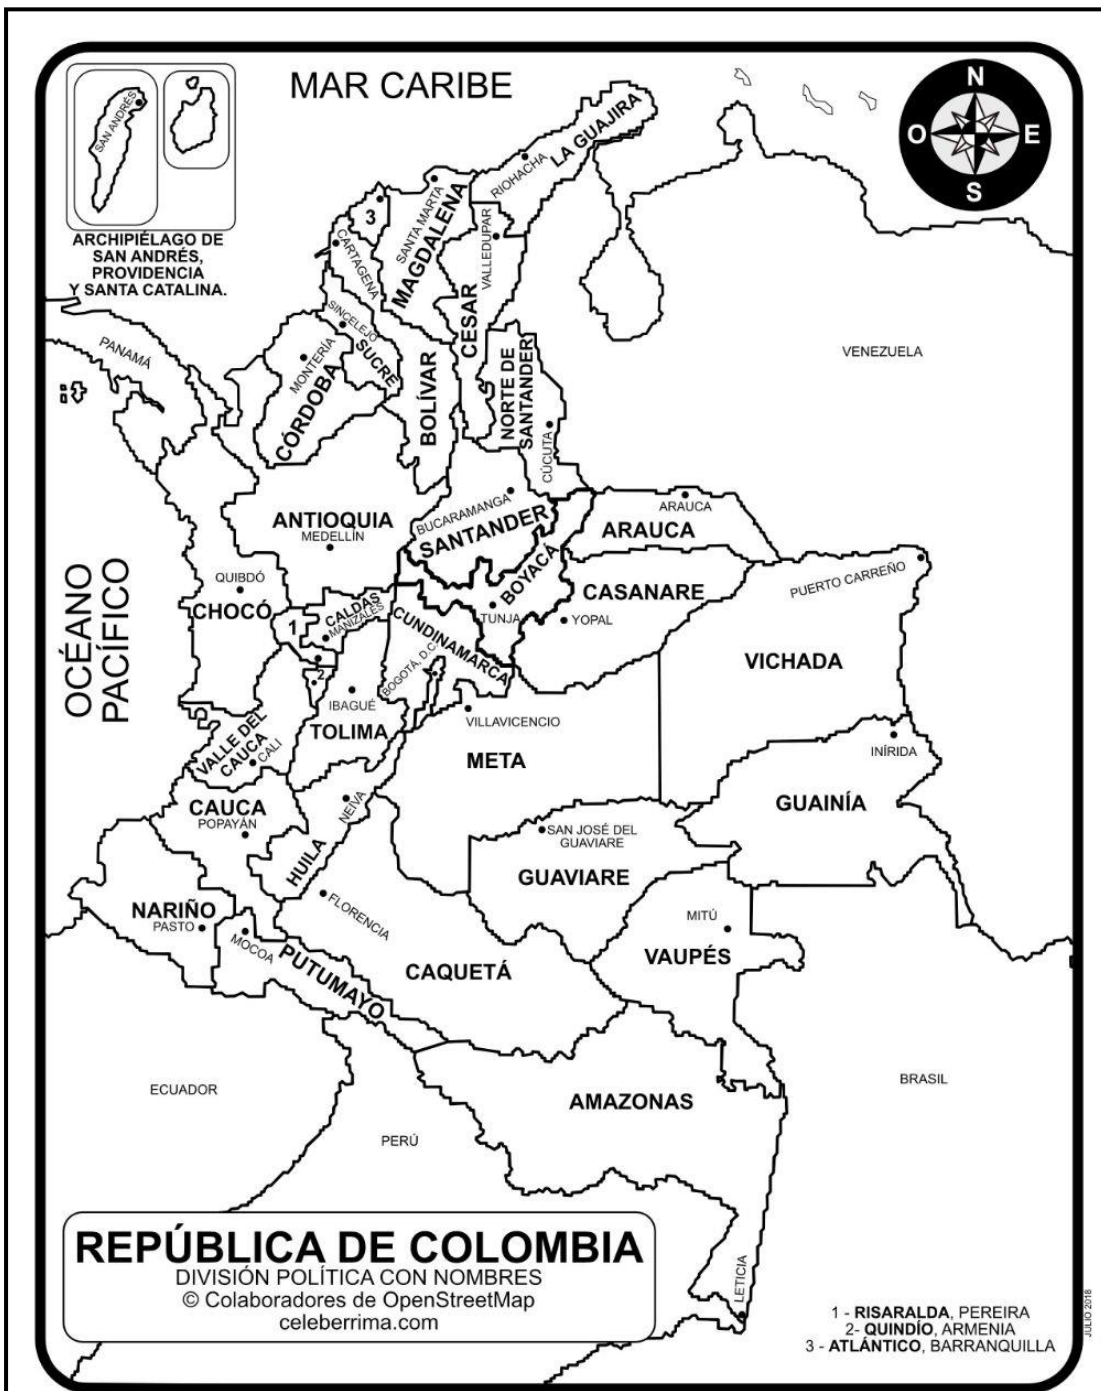 MAR CARIBE
N
O
E
S
SAN ANDRÉS
ARCHIPIÉLAGO DE
SAN ANDRÉS,
PROVIDENCIA
Y SANTA CATALINA.
LA GUAJIRA
RIOHACHA
3
SANTA MARTA
MAGDALENA
CARTAGENA
VALLEDUPAR
CESAR
SINCELEJO
SUCRE
PANAMÁ
MONTERÍA
CÓRDOBA
BOLÍVAR
NORTE DE
SANTANDER
CÚCUTA
VENEZUELA
ANTIOQUIA
MEDELLÍN
BUCARAMANGA
SANTANDER
ARAUCA
ARAUCA
OCÉANO
PACÍFICO
QUIBDÓ
CHOCÓ
BOYACÁ
TUNJA
CASANARE
YOPAL
PUERTO CARREÑO
VICHADA
1
CALDAS
MANIZALES
CUNDINAMARCA
BOGOTÁ, D.C.
2
IBAGUÉ
TOLIMA
VILLAVICENCIO
META
VALLE DEL
CAUCA
CALI
INÍRIDA
GUAINÍA
CAUCA
POPAYÁN
NEIVA
HUILA
SAN JOSÉ DEL
GUAVIARE
GUAVIARE
NARIÑO
PASTO
FLORENCIA
MITÚ
VAUPÉS
MOCOA
PUTUMAYO
CAQUETÁ
ECUADOR
BRASIL
AMAZONAS
PERÚ
LETICIA
REPÚBLICA DE COLOMBIA
DIVISIÓN POLÍTICA CON NOMBRES
© Colaboradores de OpenStreetMap
celeberrima.com
1 - RISARALDA, PEREIRA
2- QUINDÍO, ARMENIA
3 - ATLÁNTICO, BARRANQUILLA
JULIO 2018